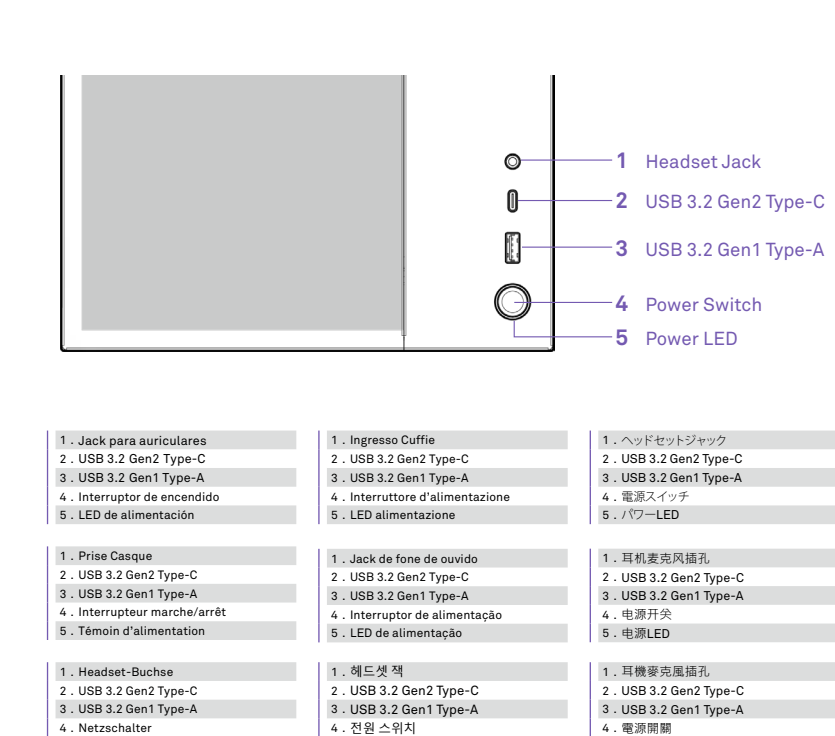 1 Headset Jack
2 USB 3.2 Gen2 Type-C
3 USB 3.2 Gen1 Type-A
4 Power Switch
5 Power LED
1 . Jack para auriculares
2 . USB 3.2 Gen2 Type-C
3 . USB 3.2 Gen1 Type-A
4 . Interruptor de encendido
5 . LED de alimentación
1 . Ingresso Cuffie
2 . USB 3.2 Gen2 Type-C
3 . USB 3.2 Gen1 Type-A
4 . Interruttore d'alimentazione
5 . LED alimentazione
1 . ヘッドセットジャック
2 . USB 3.2 Gen2 Type-C
3 . USB 3.2 Gen1 Type-A
4 . 電源スイッチ
5 . パワーLED
1 . Prise Casque
2 . USB 3.2 Gen2 Type-C
3 . USB 3.2 Gen1 Type-A
4 . Interrupteur marche/arrêt
5 . Témoin d'alimentation
1 . Jack de fone de ouvido
2 . USB 3.2 Gen2 Type-C
3 . USB 3.2 Gen1 Type-A
4 . Interruptor de alimentação
5 . LED de alimentação
1 . 耳机麦克风插孔
2 . USB 3.2 Gen2 Type-C
3 . USB 3.2 Gen1 Type-A
4 . 电源开关
5 . 电源LED
1 . Headset-Buchse
2 . USB 3.2 Gen2 Type-C
3 . USB 3.2 Gen1 Type-A
4 . Netzschalter
1 . 헤드셋 잭
2 . USB 3.2 Gen2 Type-C
3 . USB 3.2 Gen1 Type-A
4 . 전원 스위치
1 . 耳機麥克風插孔
2 . USB 3.2 Gen2 Type-C
3 . USB 3.2 Gen1 Type-A
4 . 電源開關